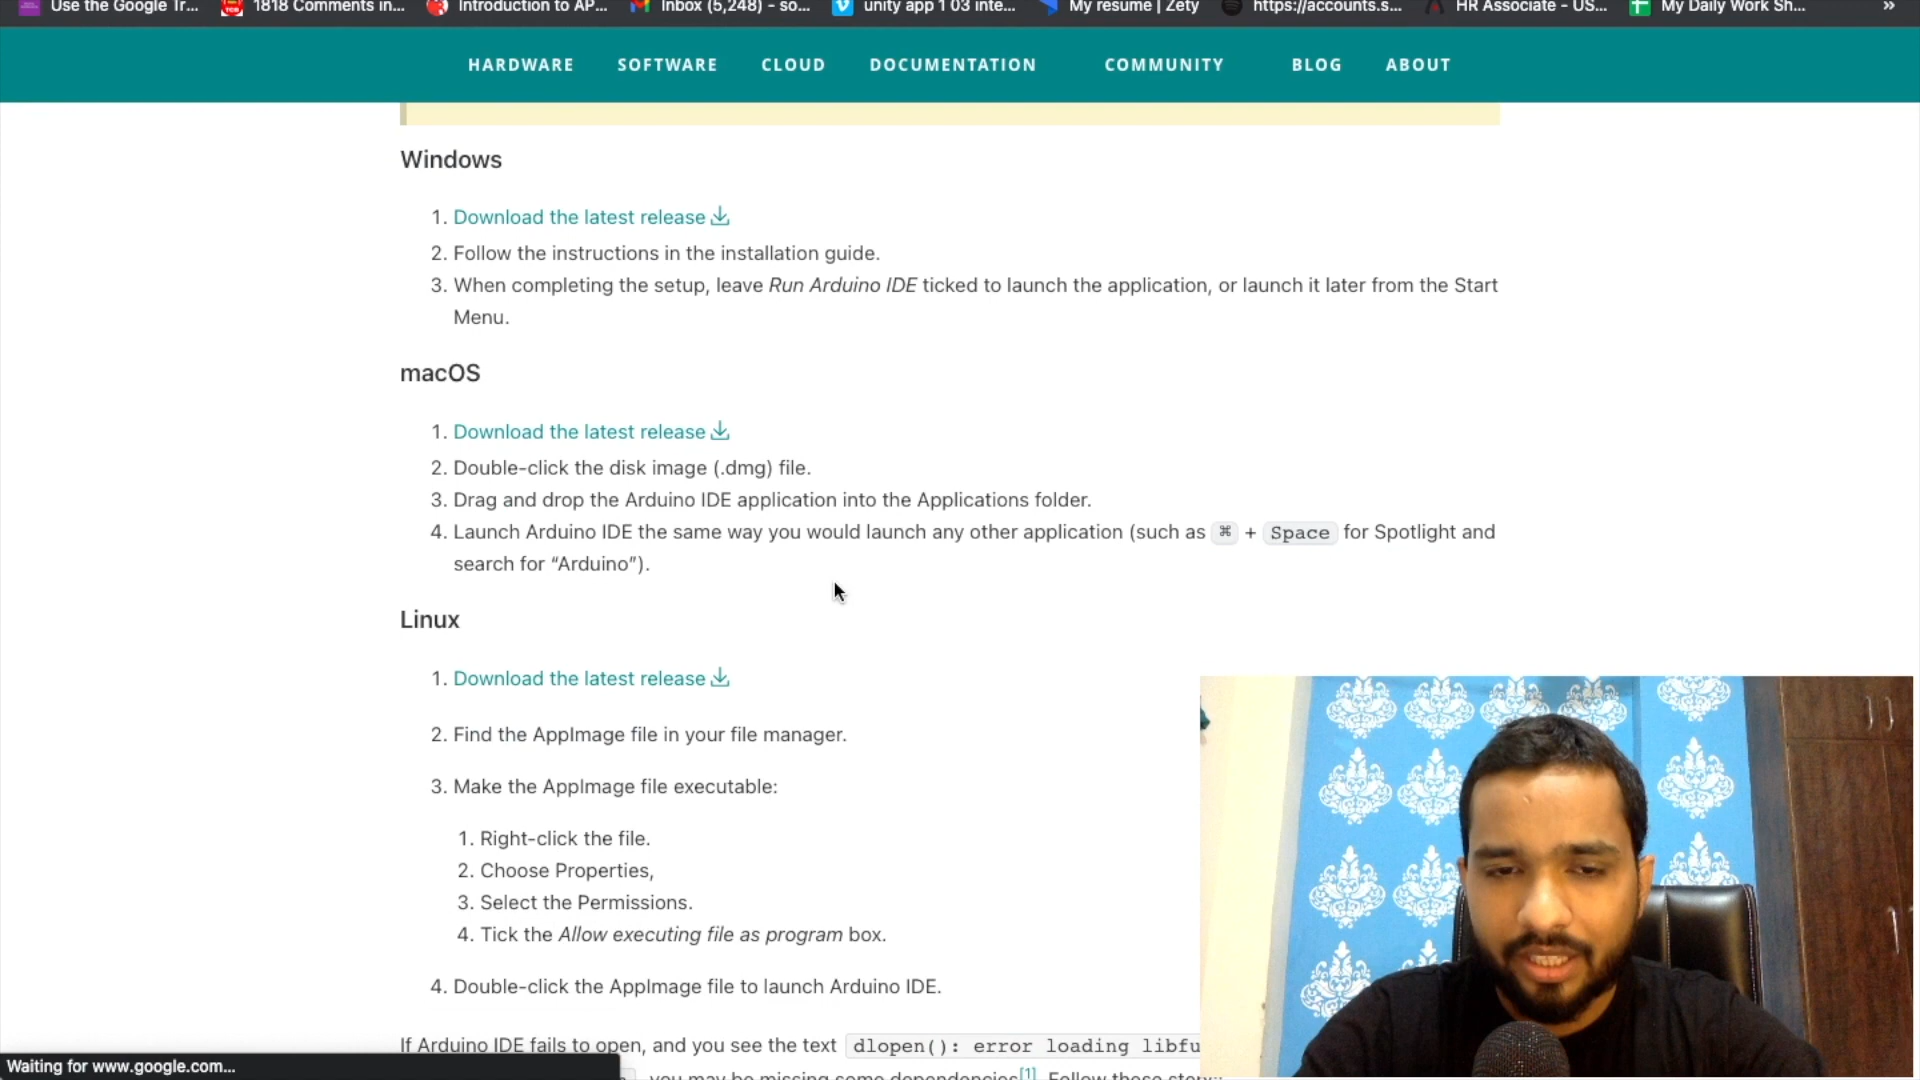 Use the Google Tr... 1818 Comments in... Introduction to AP... Inbox (5,248) - so... unity app 1 03 inte... My resume | Zety https://accounts.s... HR Associate - US... My Daily Work Sh... »
HARDWARE SOFTWARE CLOUD DOCUMENTATION COMMUNITY BLOG ABOUT
Windows
1. Download the latest release
2. Follow the instructions in the installation guide.
3. When completing the setup, leave Run Arduino IDE ticked to launch the application, or launch it later from the Start
Menu.
macOS
1. Download the latest release
2. Double-click the disk image (.dmg) file.
3. Drag and drop the Arduino IDE application into the Applications folder.
4. Launch Arduino IDE the same way you would launch any other application (such as ⌘ + Space for Spotlight and
search for “Arduino”).
Linux
1. Download the latest release
2. Find the AppImage file in your file manager.
3. Make the AppImage file executable:
1. Right-click the file.
2. Choose Properties,
3. Select the Permissions.
4. Tick the Allow executing file as program box.
4. Double-click the AppImage file to launch Arduino IDE.
If Arduino IDE fails to open, and you see the text dlopen(): error loading libfu
you may be missing some dependencies[1]. Follow these steps:
Waiting for www.google.com...